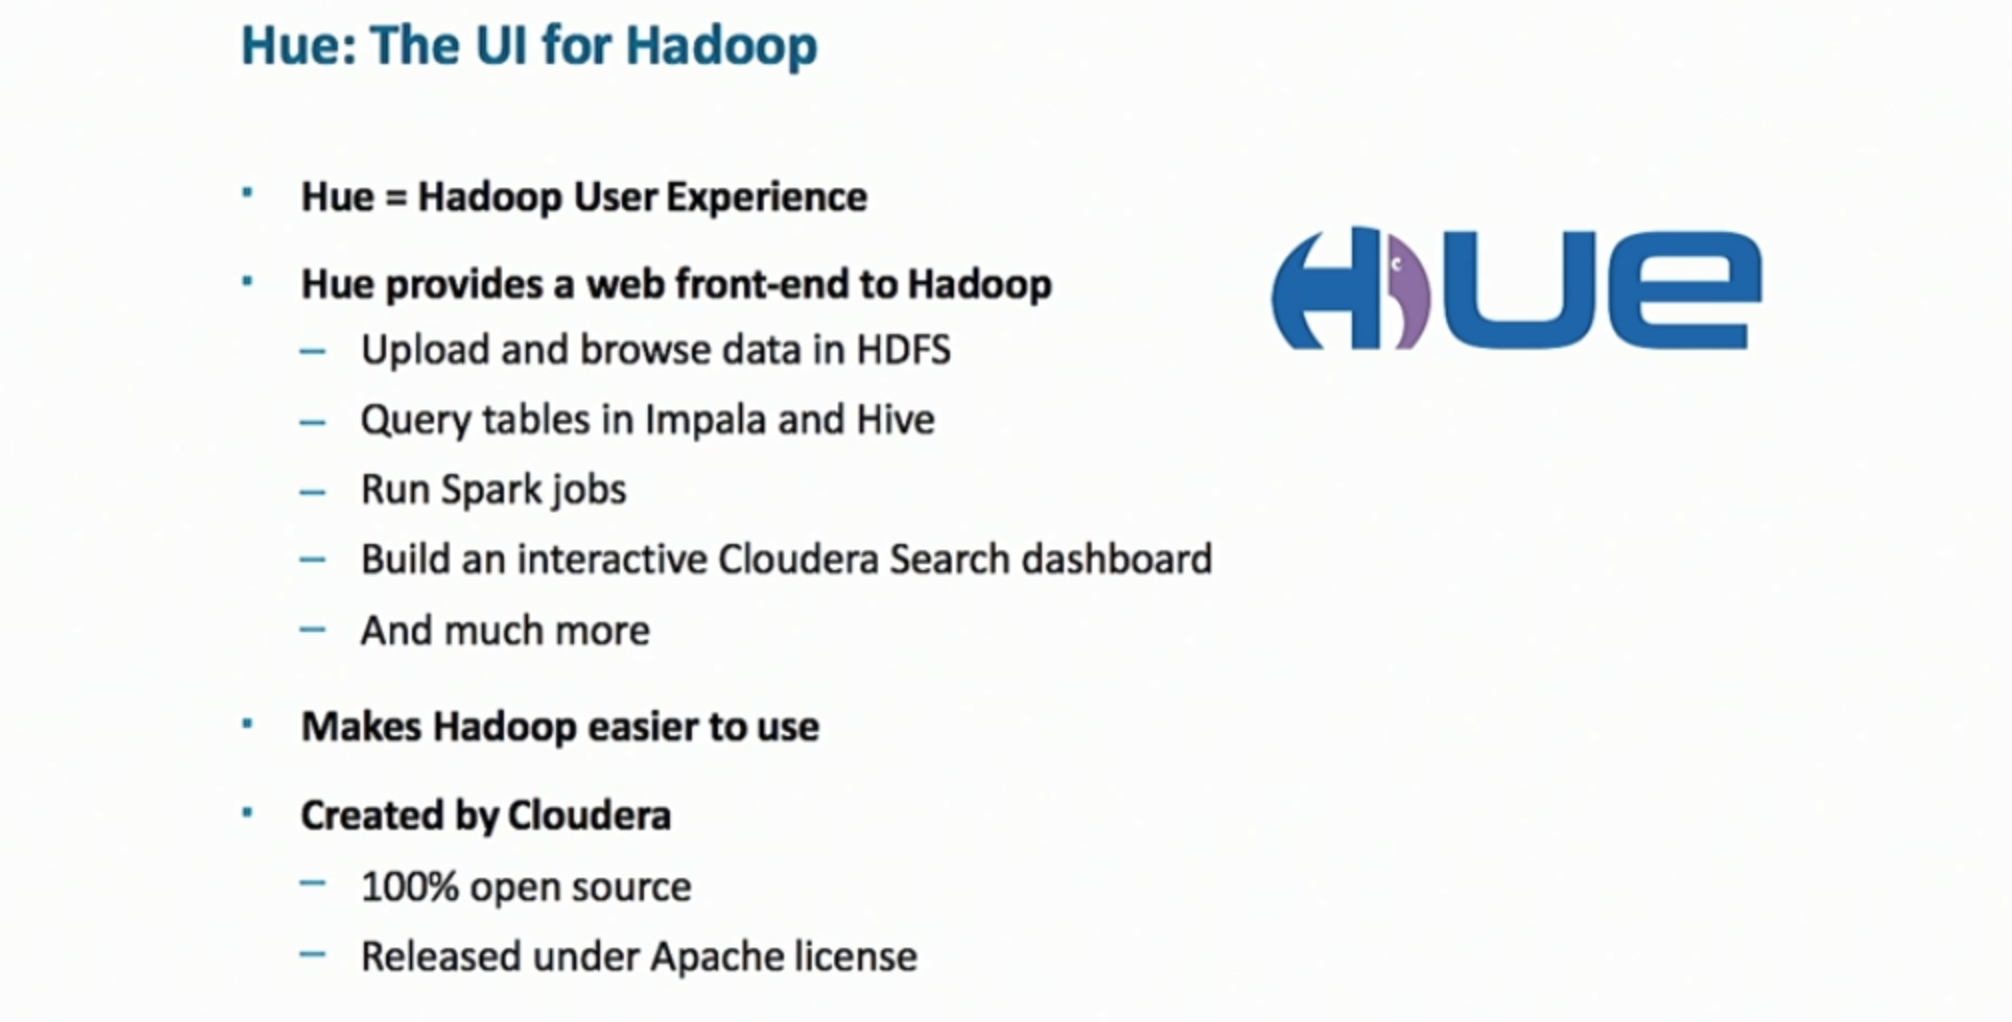 Hue: The UI for Hadoop
▪ Hue = Hadoop User Experience
▪ Hue provides a web front-end to Hadoop
– Upload and browse data in HDFS
– Query tables in Impala and Hive
– Run Spark jobs
– Build an interactive Cloudera Search dashboard
– And much more
▪ Makes Hadoop easier to use
▪ Created by Cloudera
– 100% open source
– Released under Apache license
HUe